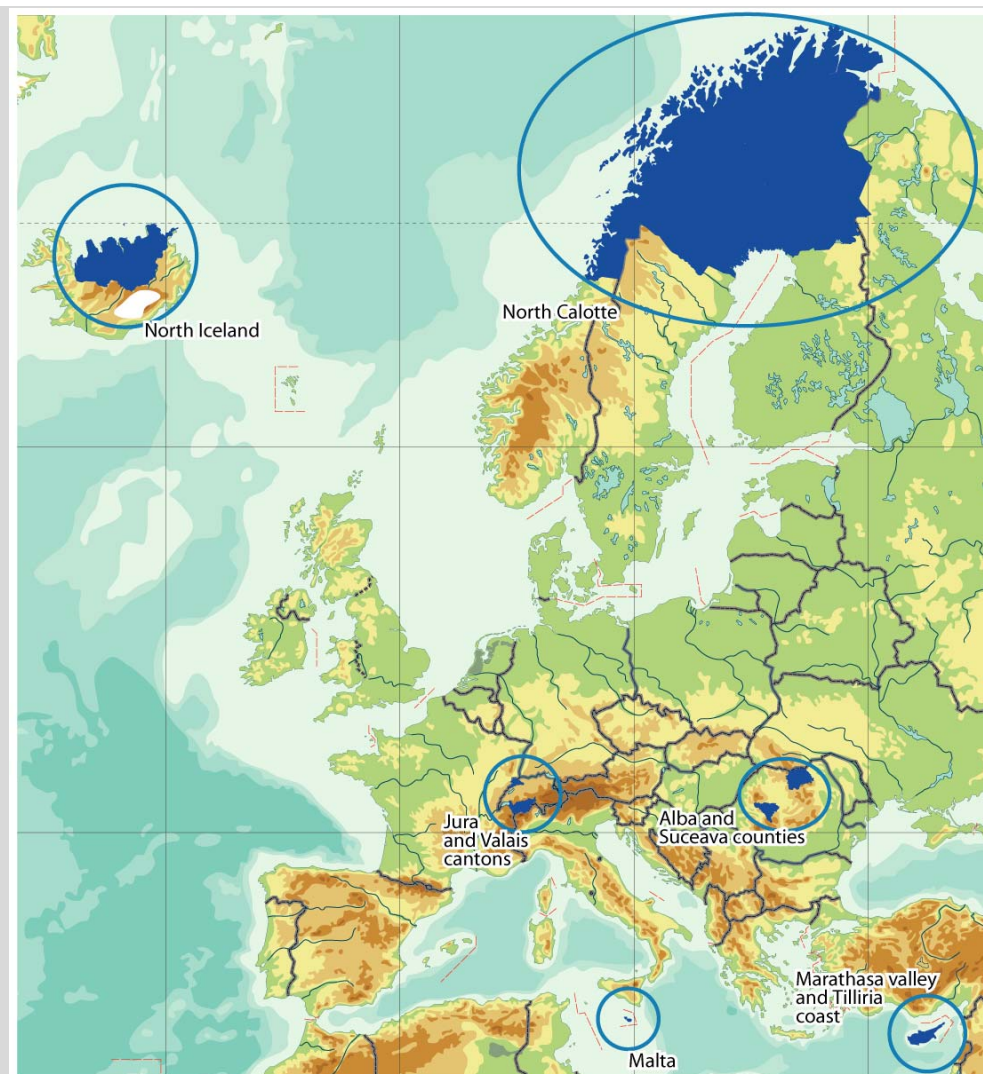 North Iceland
North Calotte
Jura
and Valais
cantons
Alba and
Suceava counties
Marathasa valley
and Tilliria
coast
Malta